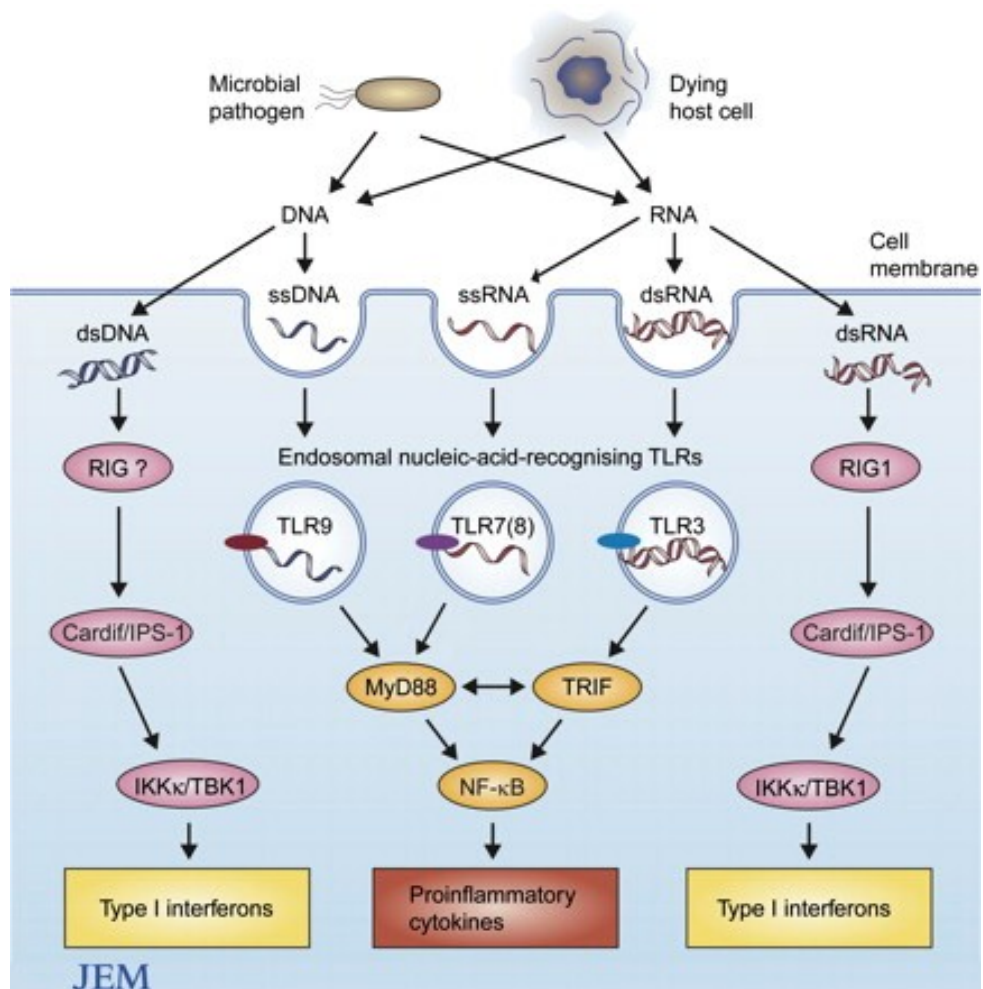 Microbial
pathogen
Dying
host cell
DNA
RNA
Cell
membrane
ssDNA
ssRNA
dsRNA
dsDNA
dsRNA
RIG ?
Endosomal nucleic-acid-recognising TLRs
RIG1
TLR9
TLR7(8)
TLR3
Cardif/IPS-1
Cardif/IPS-1
MyD88
TRIF
IKKκ/TBK1
NF-κB
IKKκ/TBK1
Type I interferons
Proinflammatory
cytokines
Type I interferons
JEM